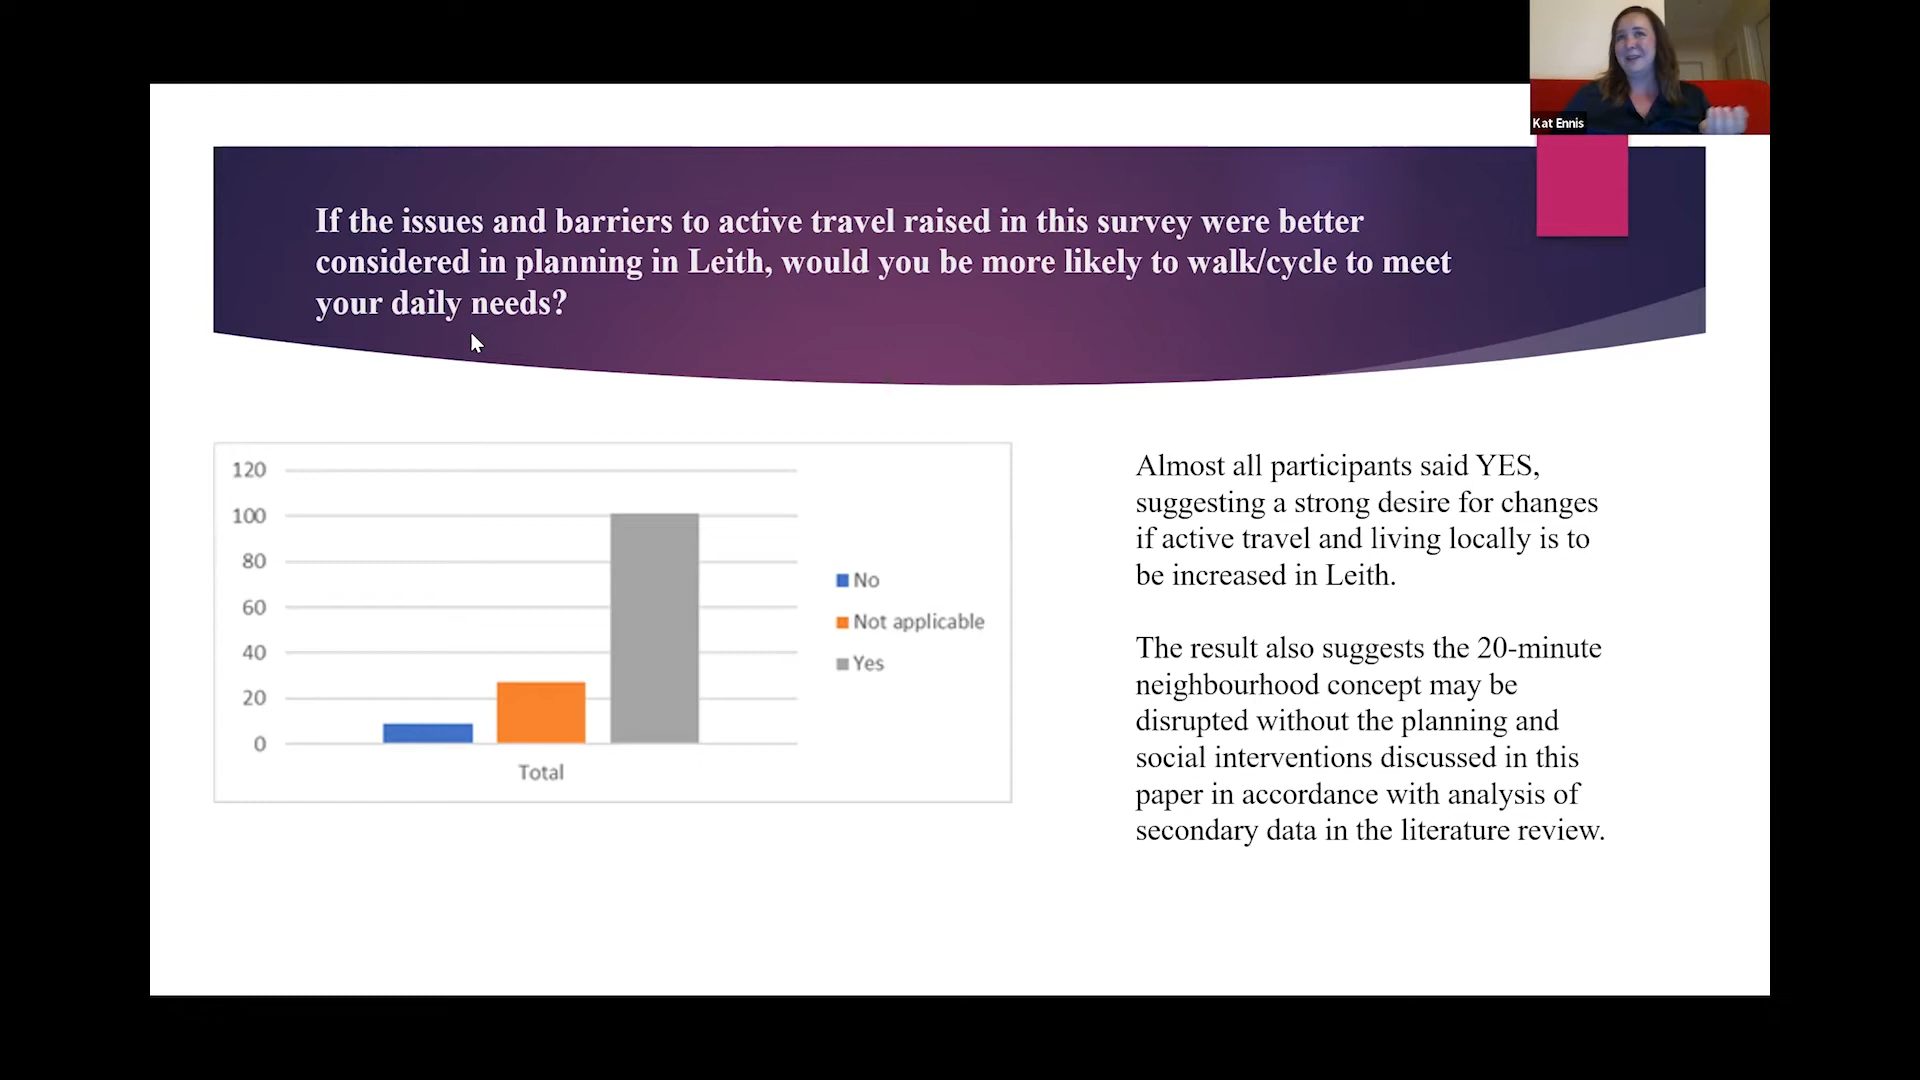 Kat Ennis
If the issues and barriers to active travel raised in this survey were better
considered in planning in Leith, would you be more likely to walk/cycle to meet
your daily needs?
120
100
80
60
40
20
0
Total
No
Not applicable
Yes
Almost all participants said YES,
suggesting a strong desire for changes
if active travel and living locally is to
be increased in Leith.
The result also suggests the 20-minute
neighbourhood concept may be
disrupted without the planning and
social interventions discussed in this
paper in accordance with analysis of
secondary data in the literature review.